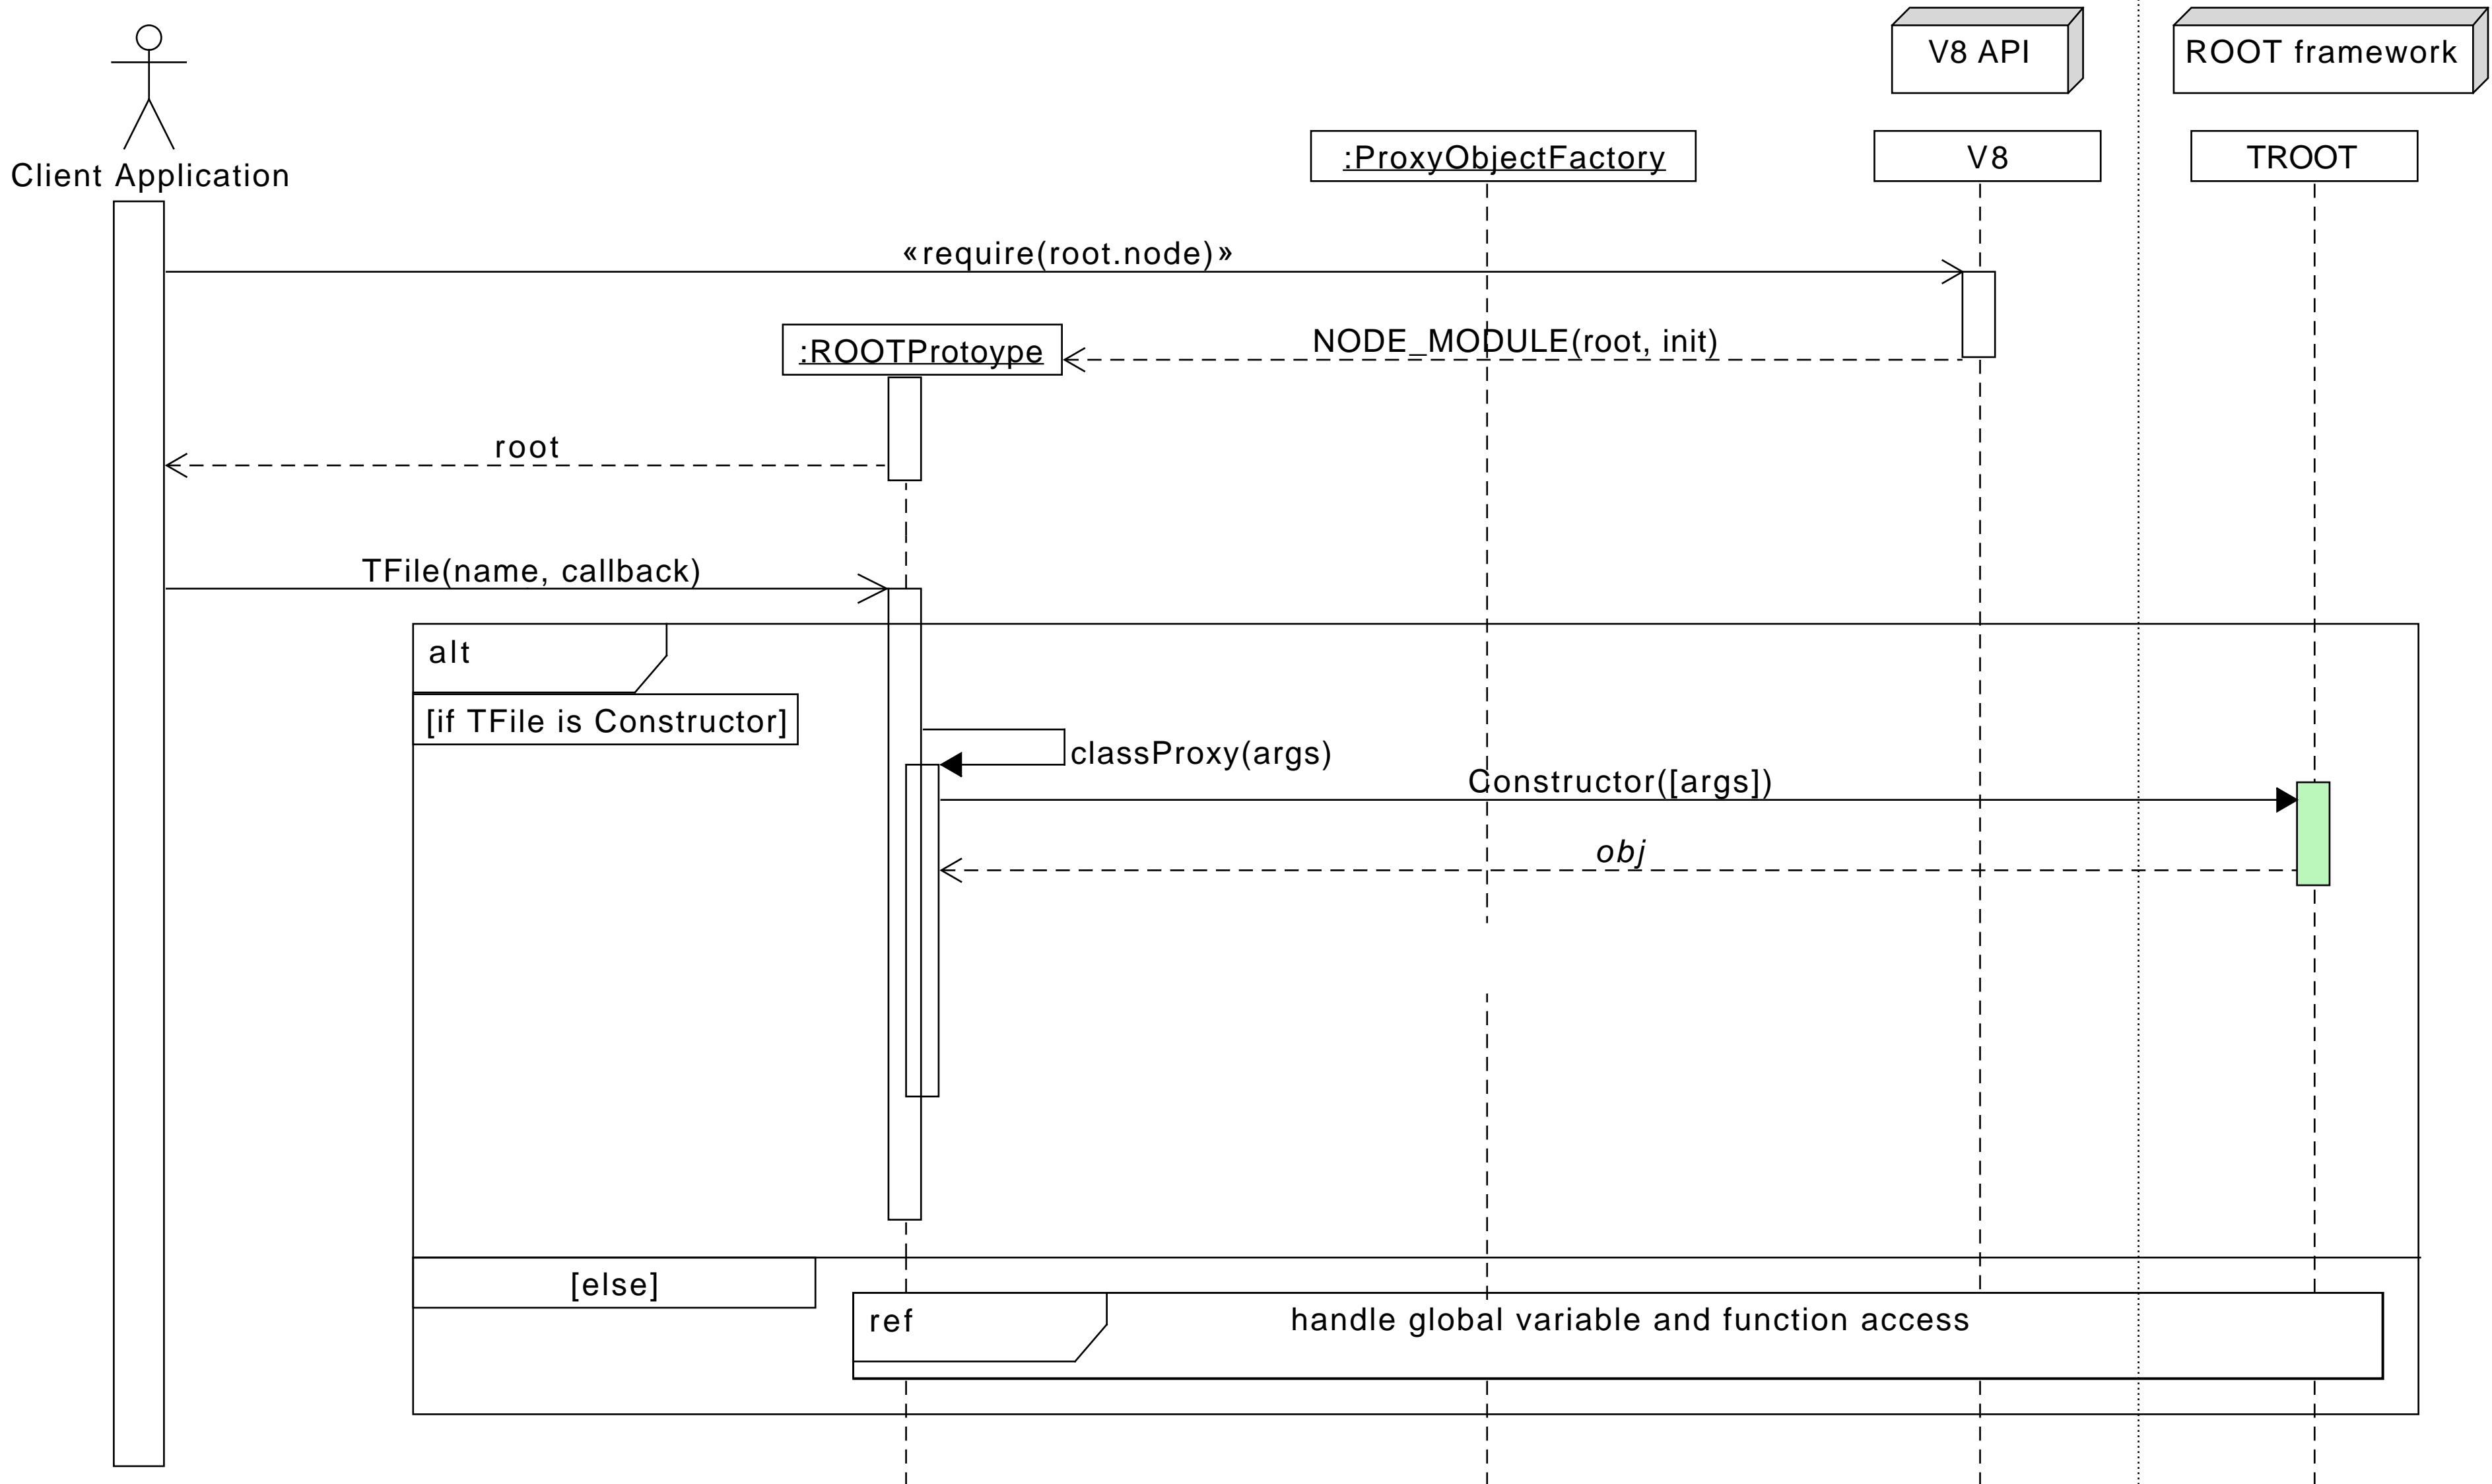 V8 API
ROOT framework
Client Application
:ProxyObjectFactory
V8
TROOT
«require(root.node)»
:ROOTProtoype
NODE_MODULE(root, init)
root
TFile(name, callback)
alt
[if TFile is Constructor]
classProxy(args)
Constructor([args])
obj
[else]
ref
handle global variable and function access